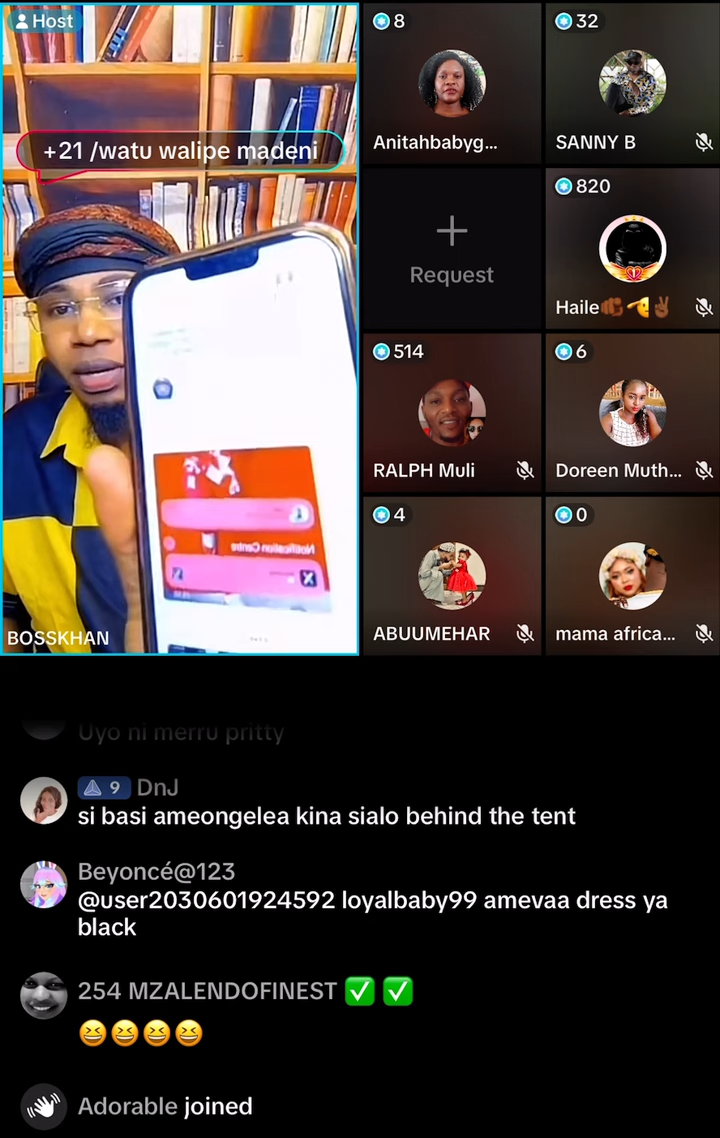 Host
+21 /watu walipe madeni
Notification Centre
BOSSKHAN
8
Anitahbabyg...
32
SANNY B
+
Request
820
Haile
514
RALPH Muli
6
Doreen Muth...
4
ABUUMEHAR
0
mama africa...
Uyo ni merru pritty
9 DnJ
si basi ameongelea kina sialo behind the tent
Beyoncé@123
@user2030601924592 loyalbaby99 amevaa dress ya
black
254 MZALENDOFINEST ✅ ✅
😆😆😆😆
Adorable joined